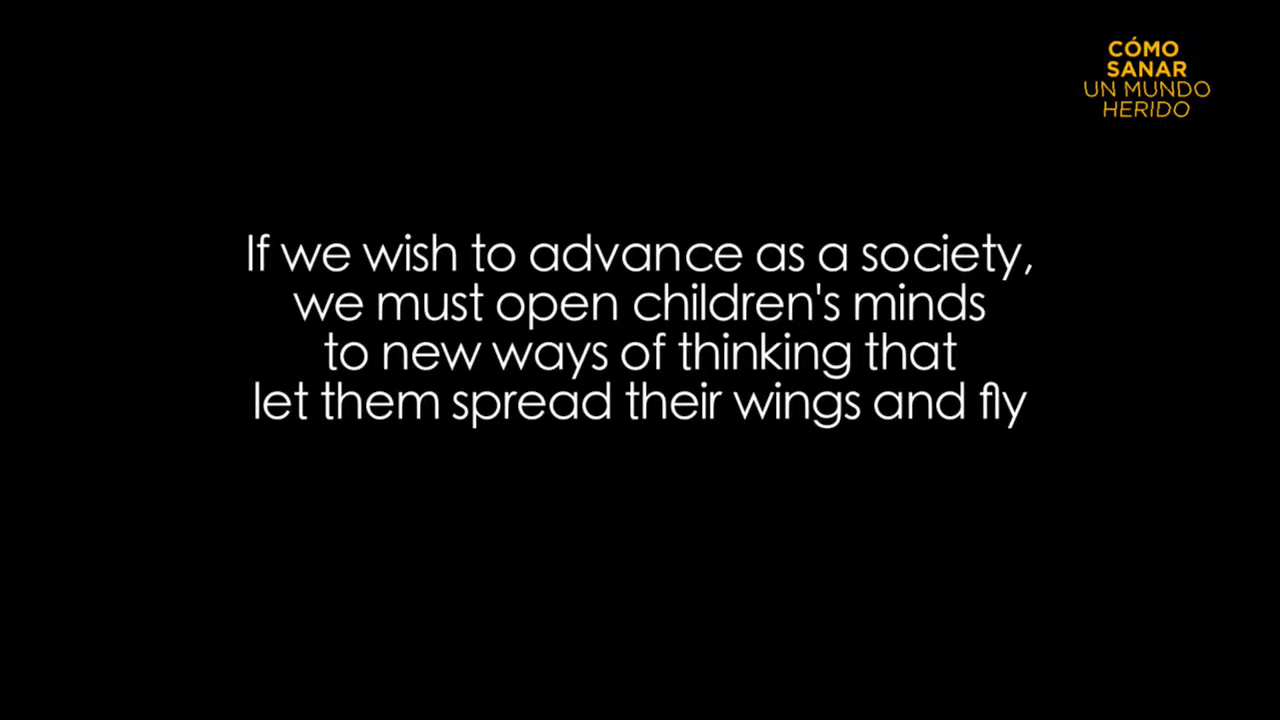 CÓMO
SANAR
UN MUNDO
HERIDO
If we wish to advance as a society,
we must open children's minds
to new ways of thinking that
let them spread their wings and fly